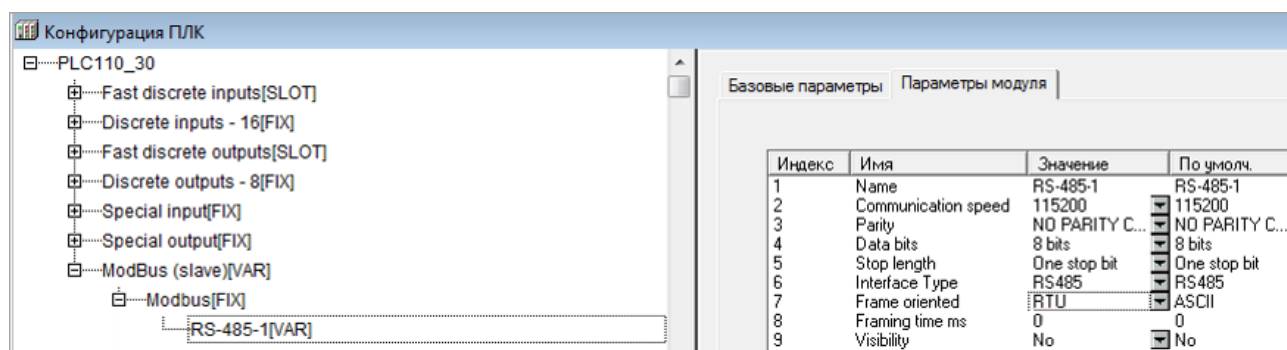 Конфигурация ПЛК
PLC110_30
Fast discrete inputs[SLOT]
Discrete inputs - 16[FIX]
Fast discrete outputs[SLOT]
Discrete outputs - 8[FIX]
Special input[FIX]
Special output[FIX]
ModBus (slave)[VAR]
Modbus[FIX]
RS-485-1[VAR]
Базовые параметры Параметры модуля
Индекс Имя Значение По умолч.
1 Name RS-485-1 RS-485-1
2 Communication speed 115200 115200
3 Parity NO PARITY C... NO PARITY C...
4 Data bits 8 bits 8 bits
5 Stop length One stop bit One stop bit
6 Interface Type RS485 RS485
7 Frame oriented RTU ASCII
8 Framing time ms 0 0
9 Visibility No No